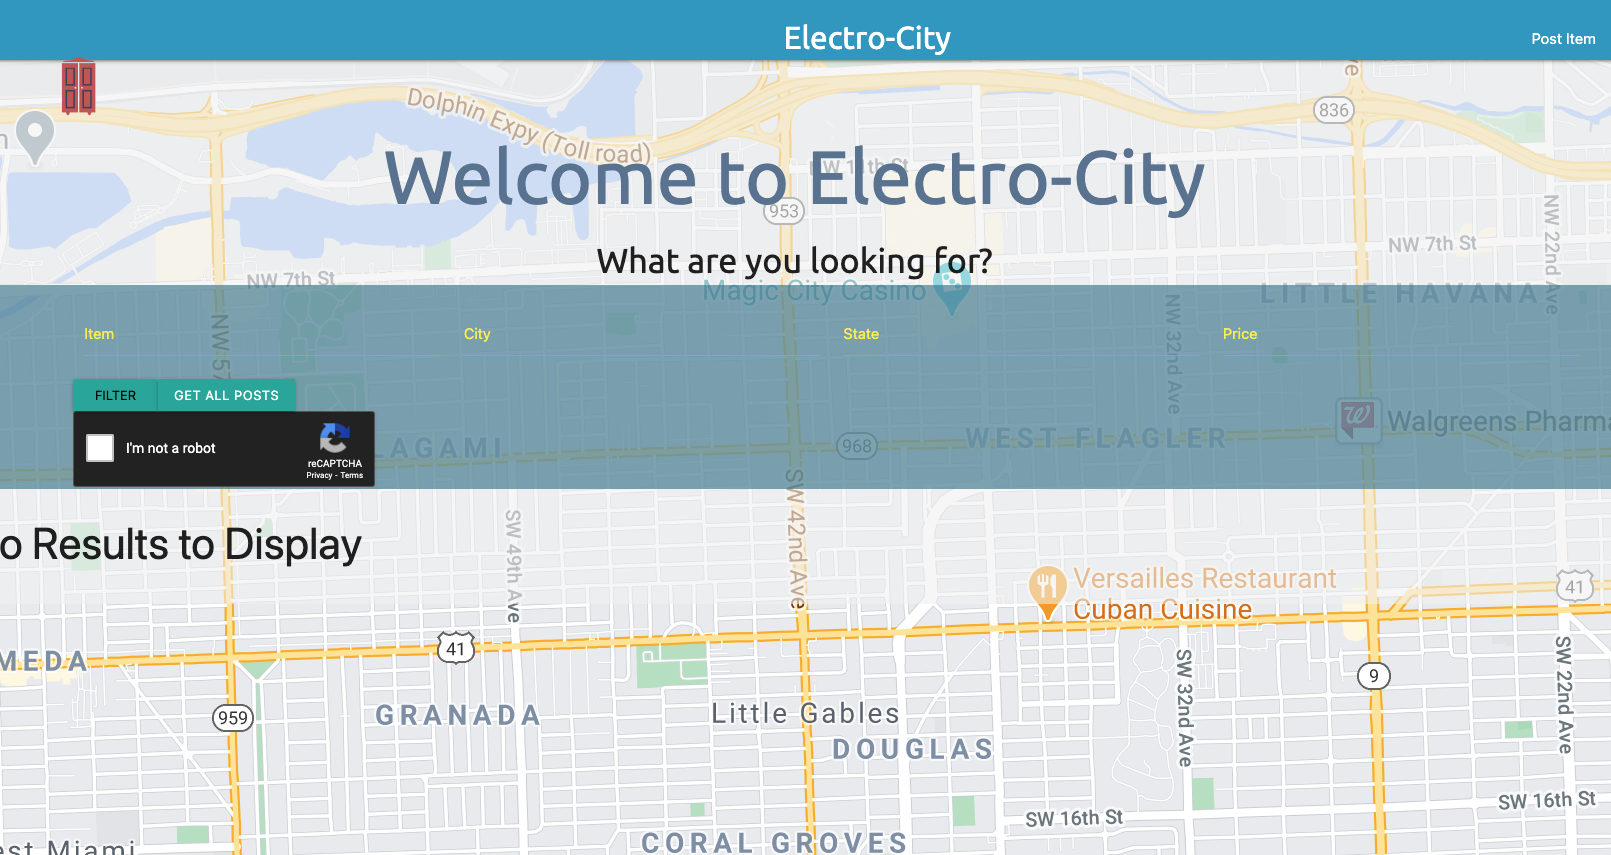 Electro-City
Post Item
Dolphin Expy (Toll road)
836
NW 11th St
Welcome to Electro-City
953
NW 22nd Ave
NW 7th St
What are you looking for?
NW 7th St
Magic City Casino
LITTLE HAVANA
Item
City
State
Price
NW 57
NW 32nd Ave
FILTER
GET ALL POSTS
Walgreens Pharma
I'm not a robot
reCAPTCHA
Privacy - Terms
LAGAMI
968
WEST FLAGLER
SW 42nd Ave
SW 49th Ave
o Results to Display
Versailles Restaurant
Cuban Cuisine
41
41
MEDA
9
SW 32nd Ave
SW 22nd Ave
959
GRANADA
Little Gables
DOUGLAS
SW 16th St
SW 16th St
CORAL GROVES
est Miami